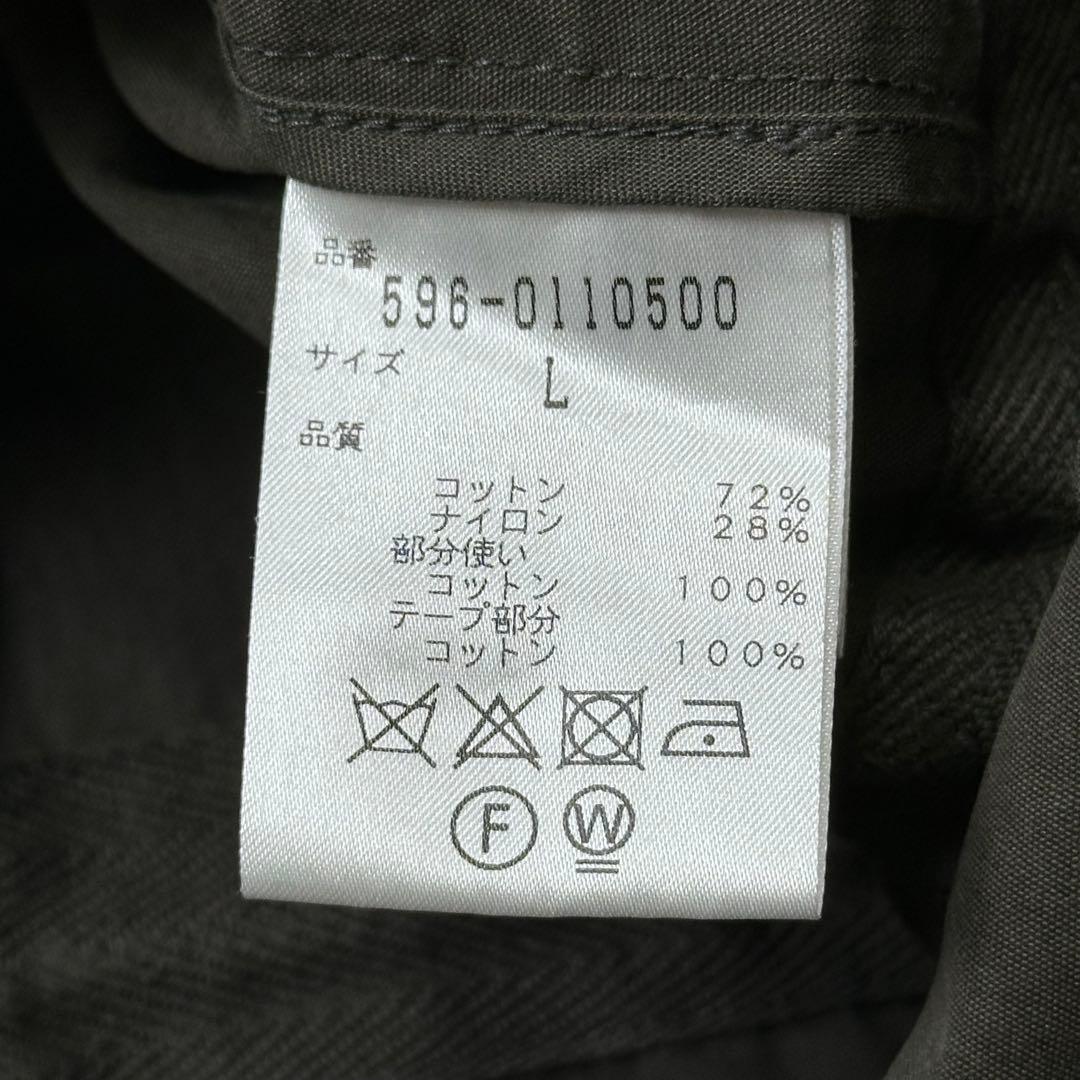 品番
596-0110500
サイズ
L
品質
コットン 72%
ナイロン 28%
部分使い
コットン 100%
テープ部分
コットン 100%
F W